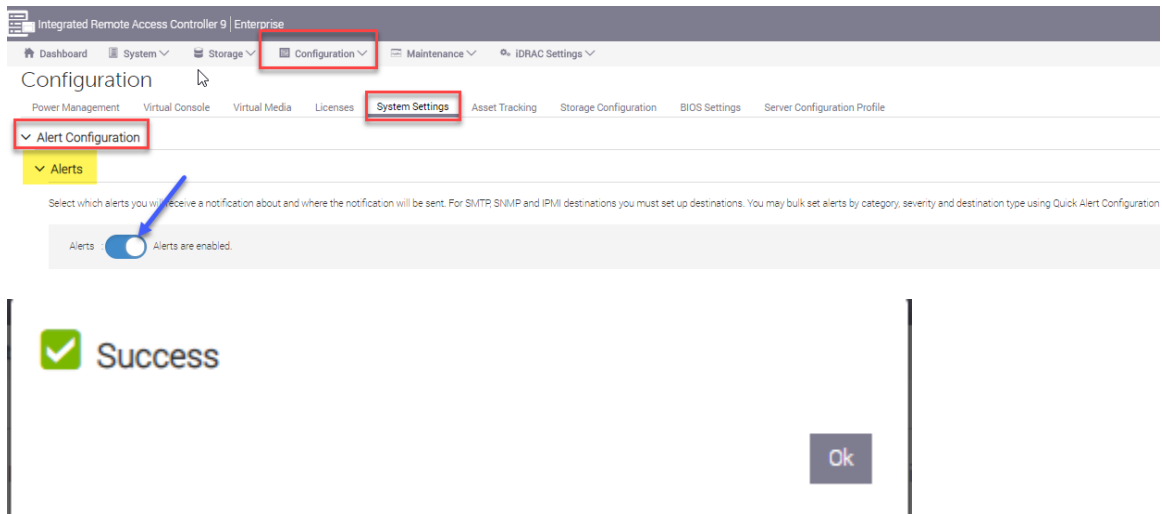 Integrated Remote Access Controller 9 | Enterprise
Dashboard System Storage Configuration Maintenance iDRAC Settings
Configuration
Power Management Virtual Console Virtual Media Licenses System Settings Asset Tracking Storage Configuration BIOS Settings Server Configuration Profile
Alert Configuration
Alerts
Select which alerts you will receive a notification about and where the notification will be sent. For SMTP, SNMP and IPMI destinations you must set up destinations. You may bulk set alerts by category, severity and destination type using Quick Alert Configuration
Alerts : Alerts are enabled.
Success
Ok